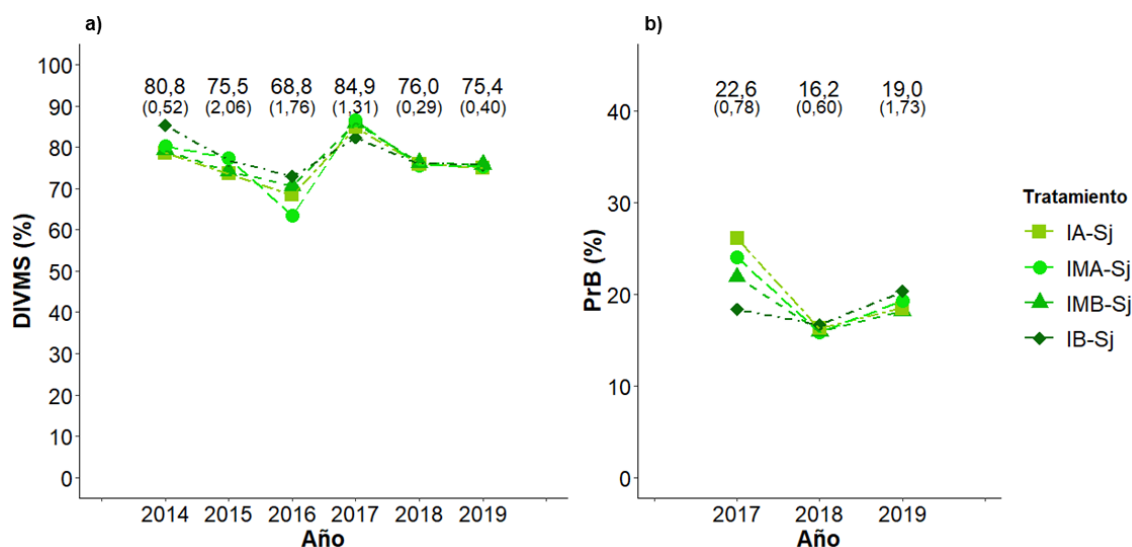 a)
100
90
80
70
60
50
40
30
20
10
0
DIVMS (%)
80,8 75,5 68,8 84,9 76,0 75,4
(0,52) (2,06) (1,76) (1,31) (0,29) (0,40)
2014 2015 2016 2017 2018 2019
Año
b)
40
30
20
10
0
PrB (%)
22,6 16,2 19,0
(0,78) (0,60) (1,73)
2017 2018 2019
Año
Tratamiento
IA-Sj
IMA-Sj
IMB-Sj
IB-Sj